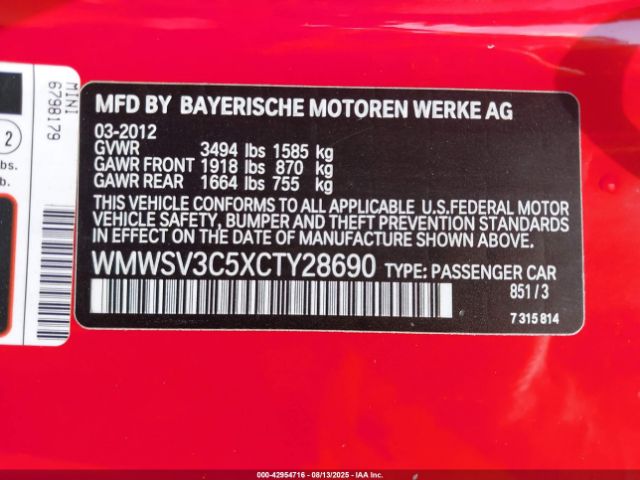 MFD BY BAYERISCHE MOTOREN WERKE AG
03-2012
GVWR 3494 lbs 1585 kg
GAWR FRONT 1918 lbs 870 kg
GAWR REAR 1664 lbs 755 kg
THIS VEHICLE CONFORMS TO ALL APPLICABLE U.S.FEDERAL MOTOR
VEHICLE SAFETY, BUMPER AND THEFT PREVENTION STANDARDS
IN EFFECT ON THE DATE OF MANUFACTURE SHOWN ABOVE.
WMWSV3C5XCTY28690 TYPE: PASSENGER CAR
851/3
7 315 814
MINI
6798179
2
lbs.
b.
000-42954716 - 08/13/2025 - IAA Inc.